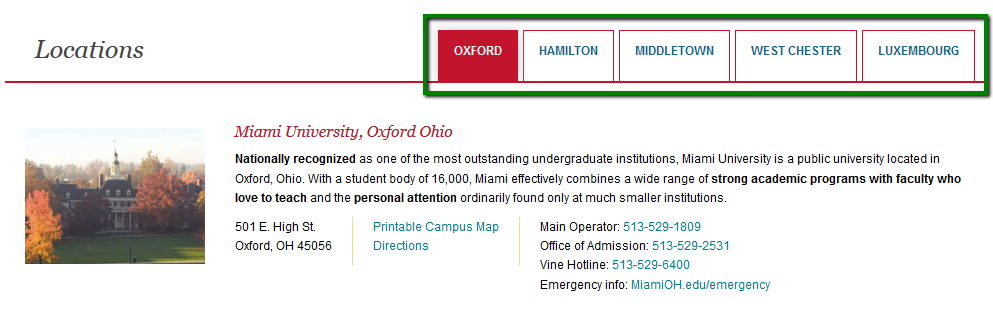 Locations
OXFORD
HAMILTON
MIDDLETOWN
WEST CHESTER
LUXEMBOURG
Miami University, Oxford Ohio
Nationally recognized as one of the most outstanding undergraduate institutions, Miami University is a public university located in
Oxford, Ohio. With a student body of 16,000, Miami effectively combines a wide range of strong academic programs with faculty who
love to teach and the personal attention ordinarily found only at much smaller institutions.
501 E. High St.
Oxford, OH 45056
Printable Campus Map
Directions
Main Operator: 513-529-1809
Office of Admission: 513-529-2531
Vine Hotline: 513-529-6400
Emergency info: MiamiOH.edu/emergency